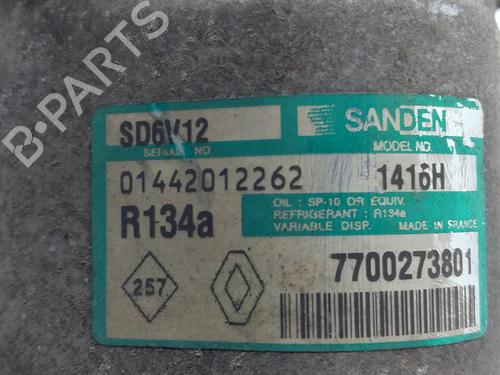 SD6V12
SANDEN
SERIAL NO.
MODEL NO.
01442012262
1416H
R134a
OIL : SP-10 OR EQUIV.
REFRIGERANT : R134a
VARIABLE DISP. MADE IN FRANCE
7700273801
257